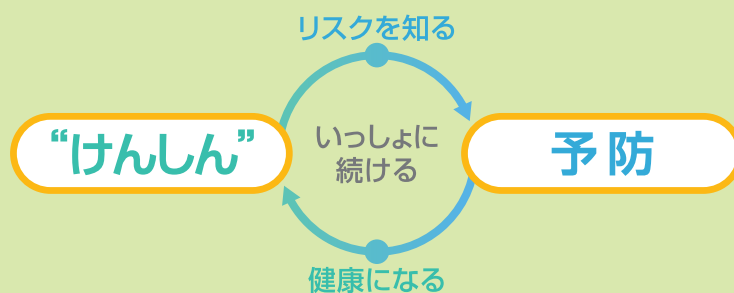 リスクを知る
“けんしん”
いっしょに
続ける
予防
健康になる